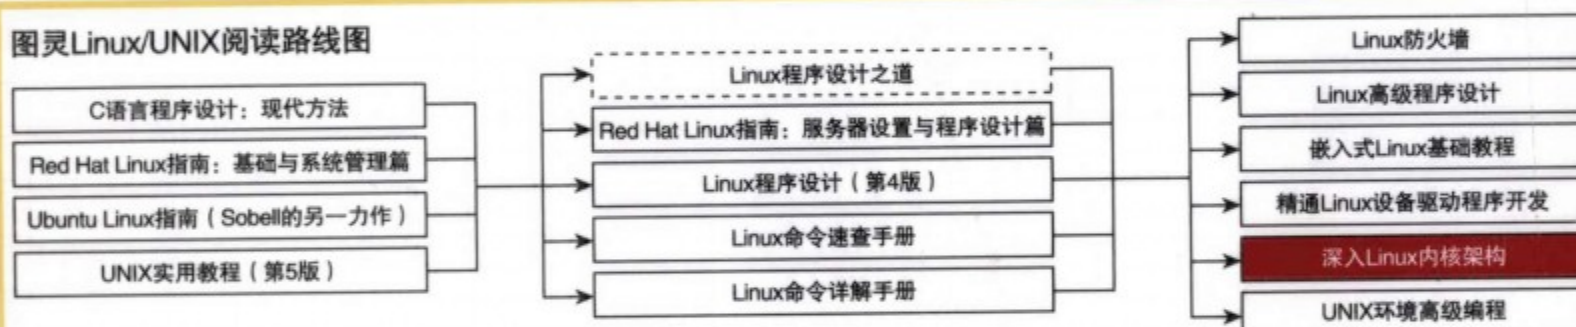 图灵Linux/UNIX阅读路线图
C语言程序设计：现代方法
Red Hat Linux指南：基础与系统管理篇
Ubuntu Linux指南（Sobell的另一力作）
UNIX实用教程（第5版）
Linux程序设计之道
Red Hat Linux指南：服务器设置与程序设计篇
Linux程序设计（第4版）
Linux命令速查手册
Linux命令详解手册
Linux防火墙
Linux高级程序设计
嵌入式Linux基础教程
精通Linux设备驱动程序开发
深入Linux内核架构
UNIX环境高级编程